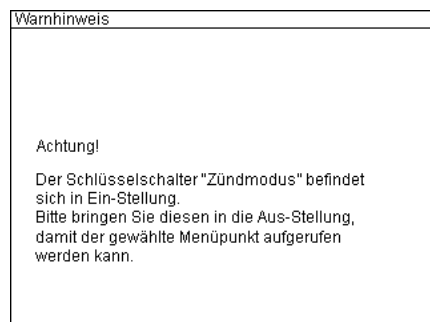 Warnhinweis
Achtung!
Der Schlüsselschalter "Zündmodus" befindet
sich in Ein-Stellung.
Bitte bringen Sie diesen in die Aus-Stellung,
damit der gewählte Menüpunkt aufgerufen
werden kann.